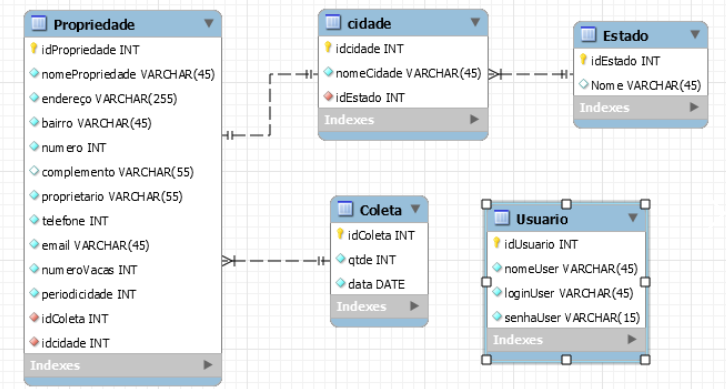 Propriedade
idPropriedade INT
nomePropriedade VARCHAR(45)
endereço VARCHAR(255)
bairro VARCHAR(45)
numero INT
complemento VARCHAR(55)
proprietario VARCHAR(55)
telefone INT
email VARCHAR(45)
numeroVacas INT
periodicidade INT
idColeta INT
idcidade INT
Indexes
cidade
idcidade INT
nomeCidade VARCHAR(45)
idEstado INT
Indexes
Estado
idEstado INT
Nome VARCHAR(45)
Indexes
Coleta
idColeta INT
qtde INT
data DATE
Indexes
Usuario
idUsuario INT
nomeUser VARCHAR(45)
loginUser VARCHAR(45)
senhaUser VARCHAR(15)
Indexes